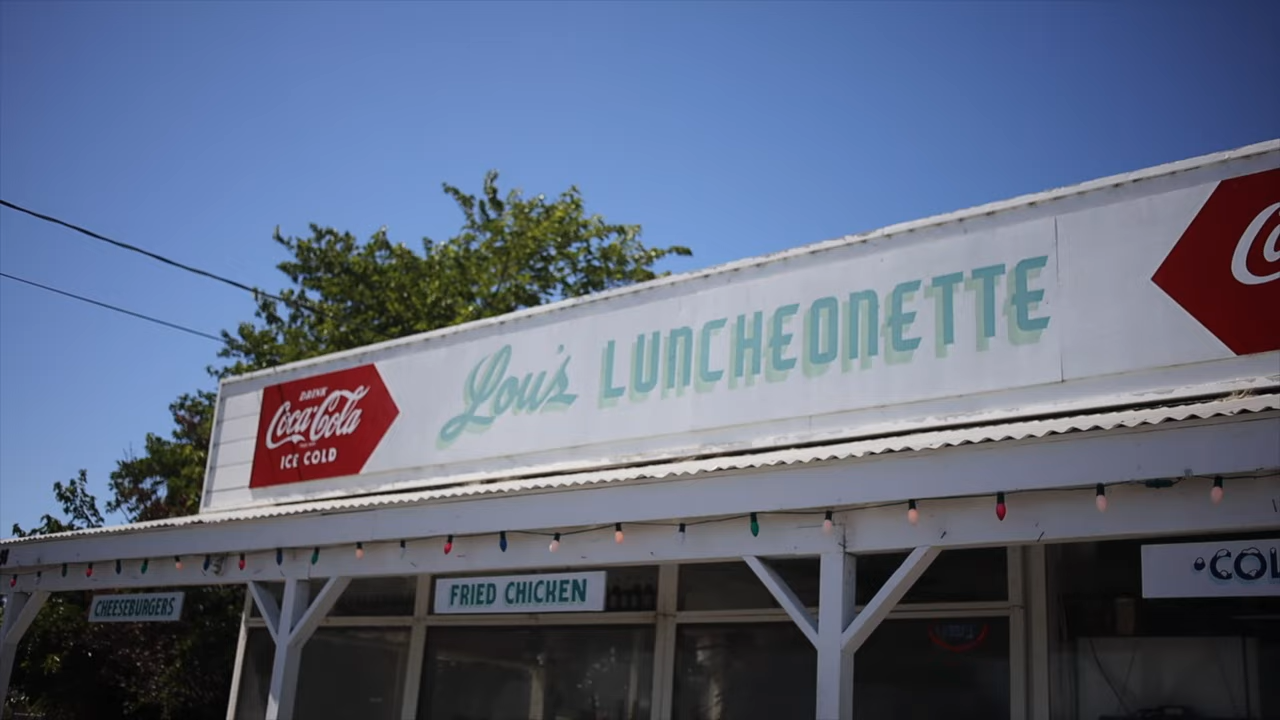 Lou's LUNCHEONETTE
DRINK
Coca-Cola
ICE COLD
FRIED CHICKEN
CHEESEBURGERS